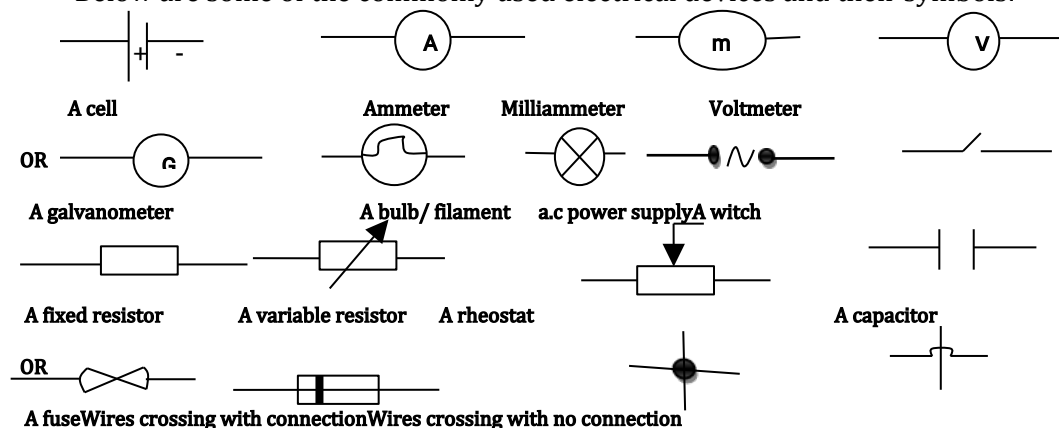 Below are some of the commonly used electrical devices and their symbols.
+ - A m V
A cell Ammeter Milliammeter Voltmeter
OR G
A galvanometer A bulb/ filament a.c power supplyA witch
A fixed resistor A variable resistor A rheostat A capacitor
OR
A fuseWires crossing with connectionWires crossing with no connection